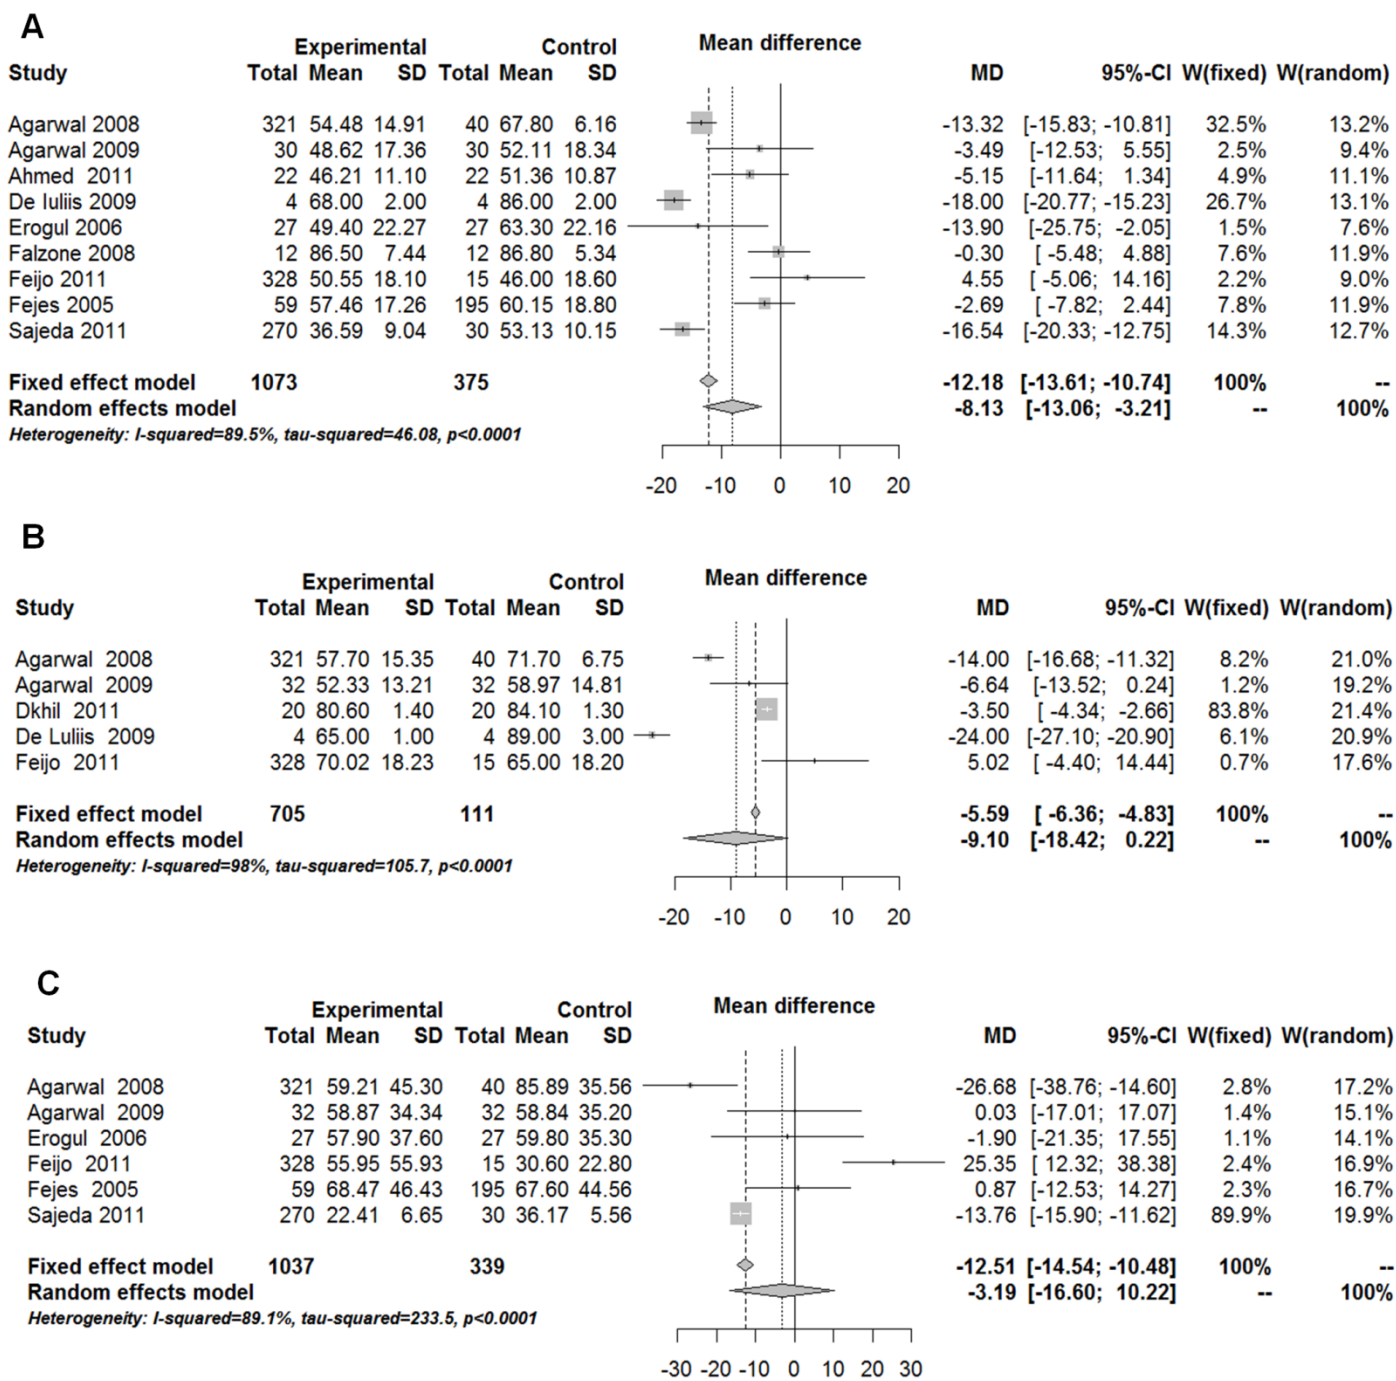 A
Experimental Control Mean difference
Study Total Mean SD Total Mean SD MD 95%-CI W(fixed) W(random)
Agarwal 2008 321 54.48 14.91 40 67.80 6.16 -13.32 [-15.83; -10.81] 32.5% 13.2%
Agarwal 2009 30 48.62 17.36 30 52.11 18.34 -3.49 [-12.53; 5.55] 2.5% 9.4%
Ahmed 2011 22 46.21 11.10 22 51.36 10.87 -5.15 [-11.64; 1.34] 4.9% 11.1%
De Iuliis 2009 4 68.00 2.00 4 86.00 2.00 -18.00 [-20.77; -15.23] 26.7% 13.1%
Erogul 2006 27 49.40 22.27 27 63.30 22.16 -13.90 [-25.75; -2.05] 1.5% 7.6%
Falzone 2008 12 86.50 7.44 12 86.80 5.34 -0.30 [ -5.48; 4.88] 7.6% 11.9%
Feijo 2011 328 50.55 18.10 15 46.00 18.60 4.55 [ -5.06; 14.16] 2.2% 9.0%
Fejes 2005 59 57.46 17.26 195 60.15 18.80 -2.69 [ -7.82; 2.44] 7.8% 11.9%
Sajeda 2011 270 36.59 9.04 30 53.13 10.15 -16.54 [-20.33; -12.75] 14.3% 12.7%
Fixed effect model 1073 375 -12.18 [-13.61; -10.74] 100% --
Random effects model -8.13 [-13.06; -3.21] -- 100%
Heterogeneity: I-squared=89.5%, tau-squared=46.08, p<0.0001
-20 -10 0 10 20
B
Experimental Control Mean difference
Study Total Mean SD Total Mean SD MD 95%-CI W(fixed) W(random)
Agarwal 2008 321 57.70 15.35 40 71.70 6.75 -14.00 [-16.68; -11.32] 8.2% 21.0%
Agarwal 2009 32 52.33 13.21 32 58.97 14.81 -6.64 [-13.52; 0.24] 1.2% 19.2%
Dkhil 2011 20 80.60 1.40 20 84.10 1.30 -3.50 [ -4.34; -2.66] 83.8% 21.4%
De Luliis 2009 4 65.00 1.00 4 89.00 3.00 -24.00 [-27.10; -20.90] 6.1% 20.9%
Feijo 2011 328 70.02 18.23 15 65.00 18.20 5.02 [ -4.40; 14.44] 0.7% 17.6%
Fixed effect model 705 111 -5.59 [ -6.36; -4.83] 100% --
Random effects model -9.10 [-18.42; 0.22] -- 100%
Heterogeneity: I-squared=98%, tau-squared=105.7, p<0.0001
-20 -10 0 10 20
C
Experimental Control Mean difference
Study Total Mean SD Total Mean SD MD 95%-CI W(fixed) W(random)
Agarwal 2008 321 59.21 45.30 40 85.89 35.56 -26.68 [-38.76; -14.60] 2.8% 17.2%
Agarwal 2009 32 58.87 34.34 32 58.84 35.20 0.03 [-17.01; 17.07] 1.4% 15.1%
Erogul 2006 27 57.90 37.60 27 59.80 35.30 -1.90 [-21.35; 17.55] 1.1% 14.1%
Feijo 2011 328 55.95 55.93 15 30.60 22.80 25.35 [ 12.32; 38.38] 2.4% 16.9%
Fejes 2005 59 68.47 46.43 195 67.60 44.56 0.87 [-12.53; 14.27] 2.3% 16.7%
Sajeda 2011 270 22.41 6.65 30 36.17 5.56 -13.76 [-15.90; -11.62] 89.9% 19.9%
Fixed effect model 1037 339 -12.51 [-14.54; -10.48] 100% --
Random effects model -3.19 [-16.60; 10.22] -- 100%
Heterogeneity: I-squared=89.1%, tau-squared=233.5, p<0.0001
-30 -20 -10 0 10 20 30